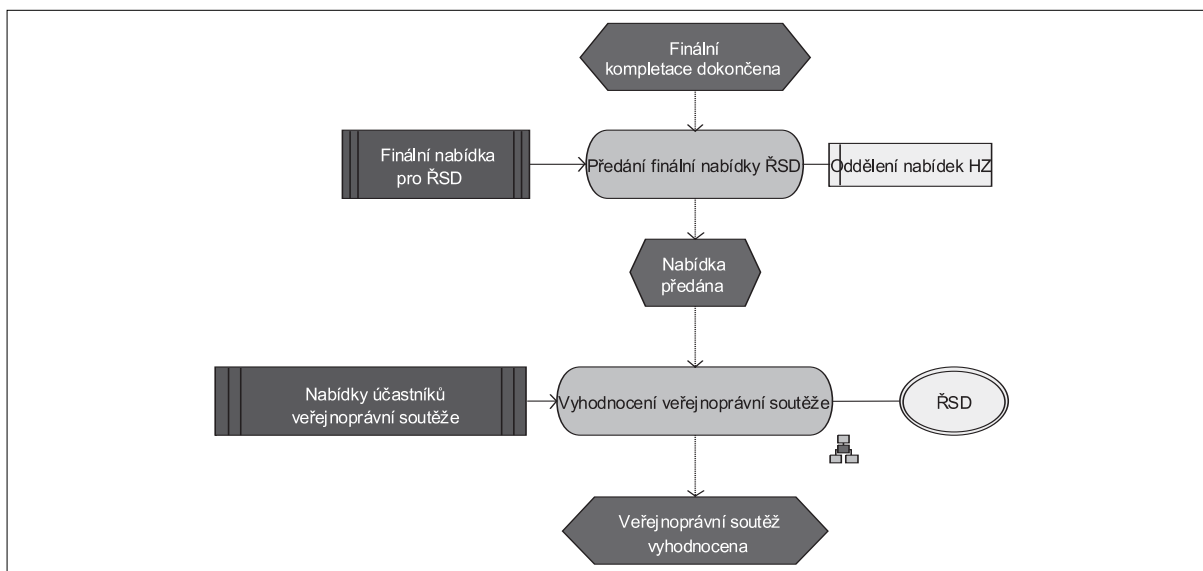 Finální
kompletace dokončena
Finální nabídka
pro ŘSD
Předání finální nabídky ŘSD
Oddělení nabídek HZ
Nabídka
předána
Nabídky účastníků
veřejnoprávní soutěže
Vyhodnocení veřejnoprávní soutěže
ŘSD
Veřejnoprávní soutěž
vyhodnocena